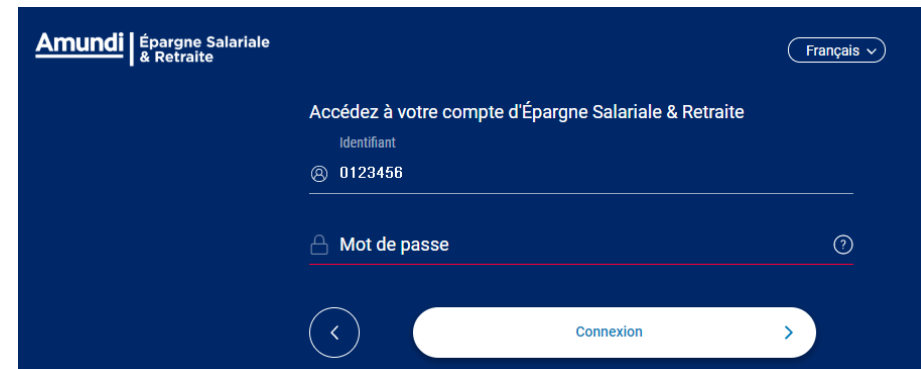 Amundi
Épargne Salariale
& Retraite
Français
Accédez à votre compte d'Épargne Salariale & Retraite
Identifiant
0123456
Mot de passe
?
Connexion